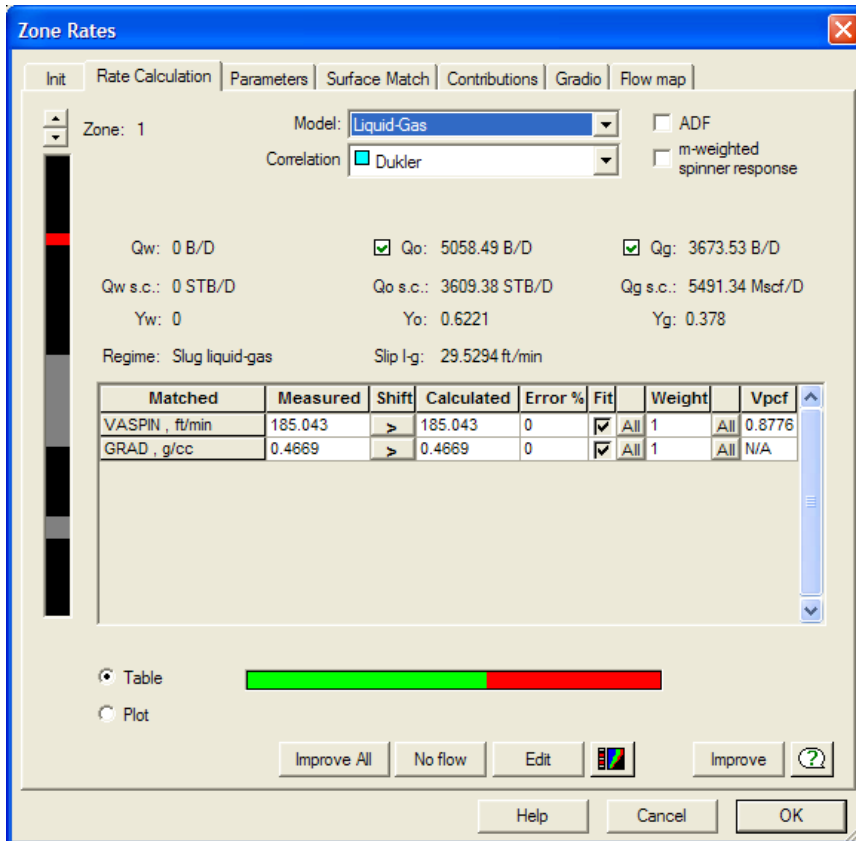 Zone Rates
Init Rate Calculation Parameters Surface Match Contributions Gradio Flow map
Zone: 1 Model: Liquid-Gas ADF
Correlation Dukler m-weighted spinner response
Qw: 0 B/D Qo: 5058.49 B/D Qg: 3673.53 B/D
Qw s.c.: 0 STB/D Qo s.c.: 3609.38 STB/D Qg s.c.: 5491.34 Mscf/D
Yw: 0 Yo: 0.6221 Yg: 0.378
Regime: Slug liquid-gas Slip l-g: 29.5294 ft/min
Matched Measured Shift Calculated Error % Fit Weight Vpcf
VASPIN , ft/min 185.043 > 185.043 0 All 1 All 0.8776
GRAD , g/cc 0.4669 > 0.4669 0 All 1 All N/A
Table
Plot
Improve All No flow Edit Improve ?
Help Cancel OK